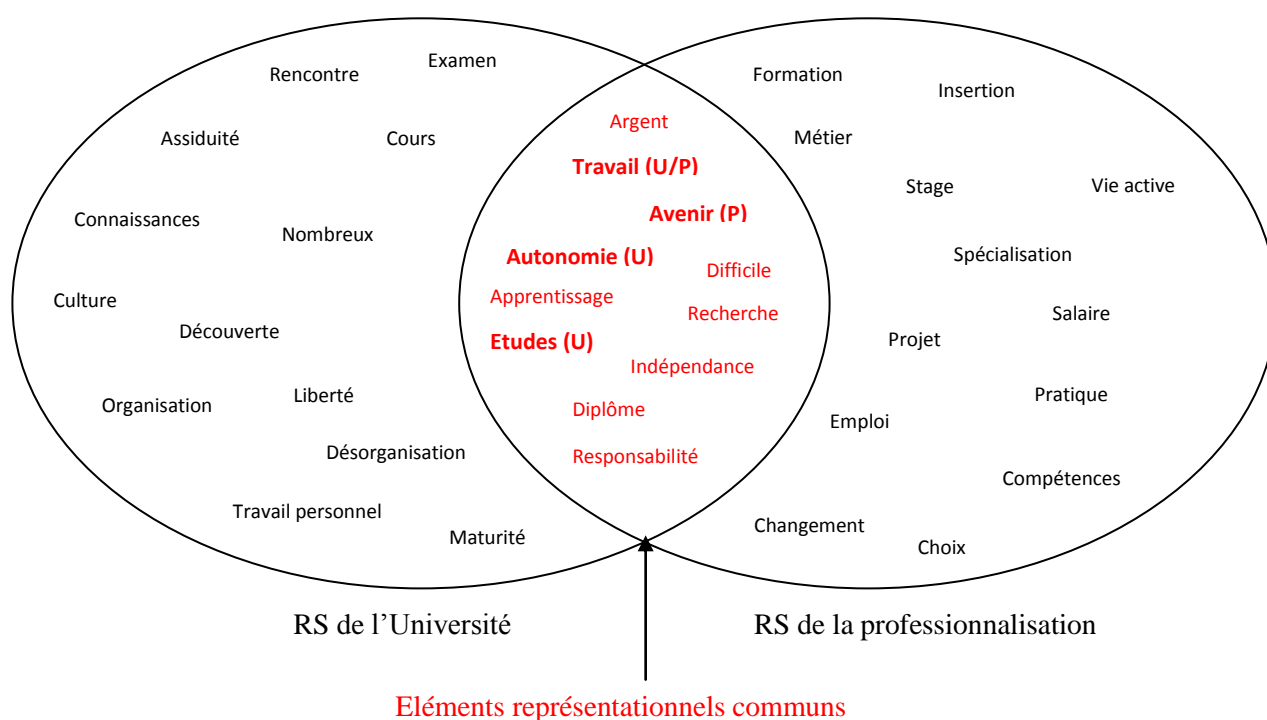 Rencontre
Examen
Assiduité
Cours
Connaissances
Nombreux
Culture
Découverte
Organisation
Liberté
Désorganisation
Travail personnel
Maturité
Argent
Travail (U/P)
Avenir (P)
Autonomie (U)
Difficile
Apprentissage
Recherche
Etudes (U)
Indépendance
Diplôme
Responsabilité
Formation
Insertion
Métier
Stage
Vie active
Spécialisation
Salaire
Projet
Pratique
Emploi
Compétences
Changement
Choix
RS de l’Université
RS de la professionnalisation
Eléments représentationnels communs